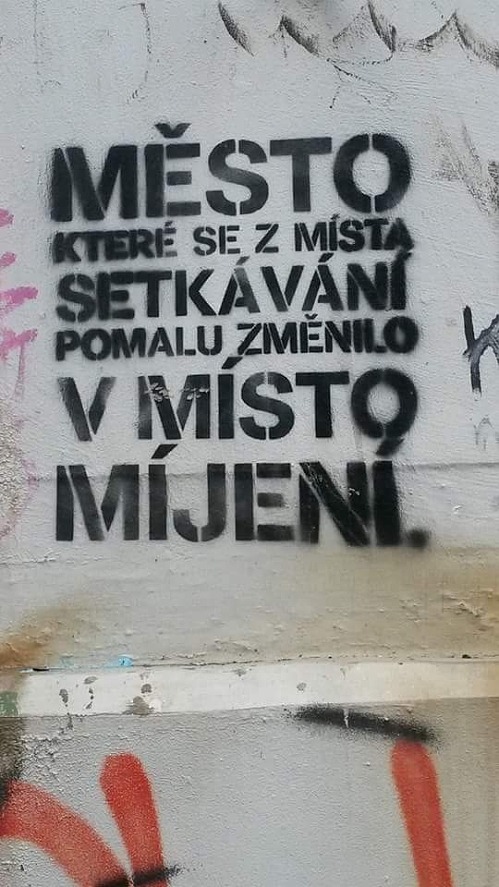 MĚSTO
KTERÉ SE Z MÍSTA
SETKÁVÁNÍ
POMALU ZMĚNILO
V MÍSTO
MÍJENÍ.